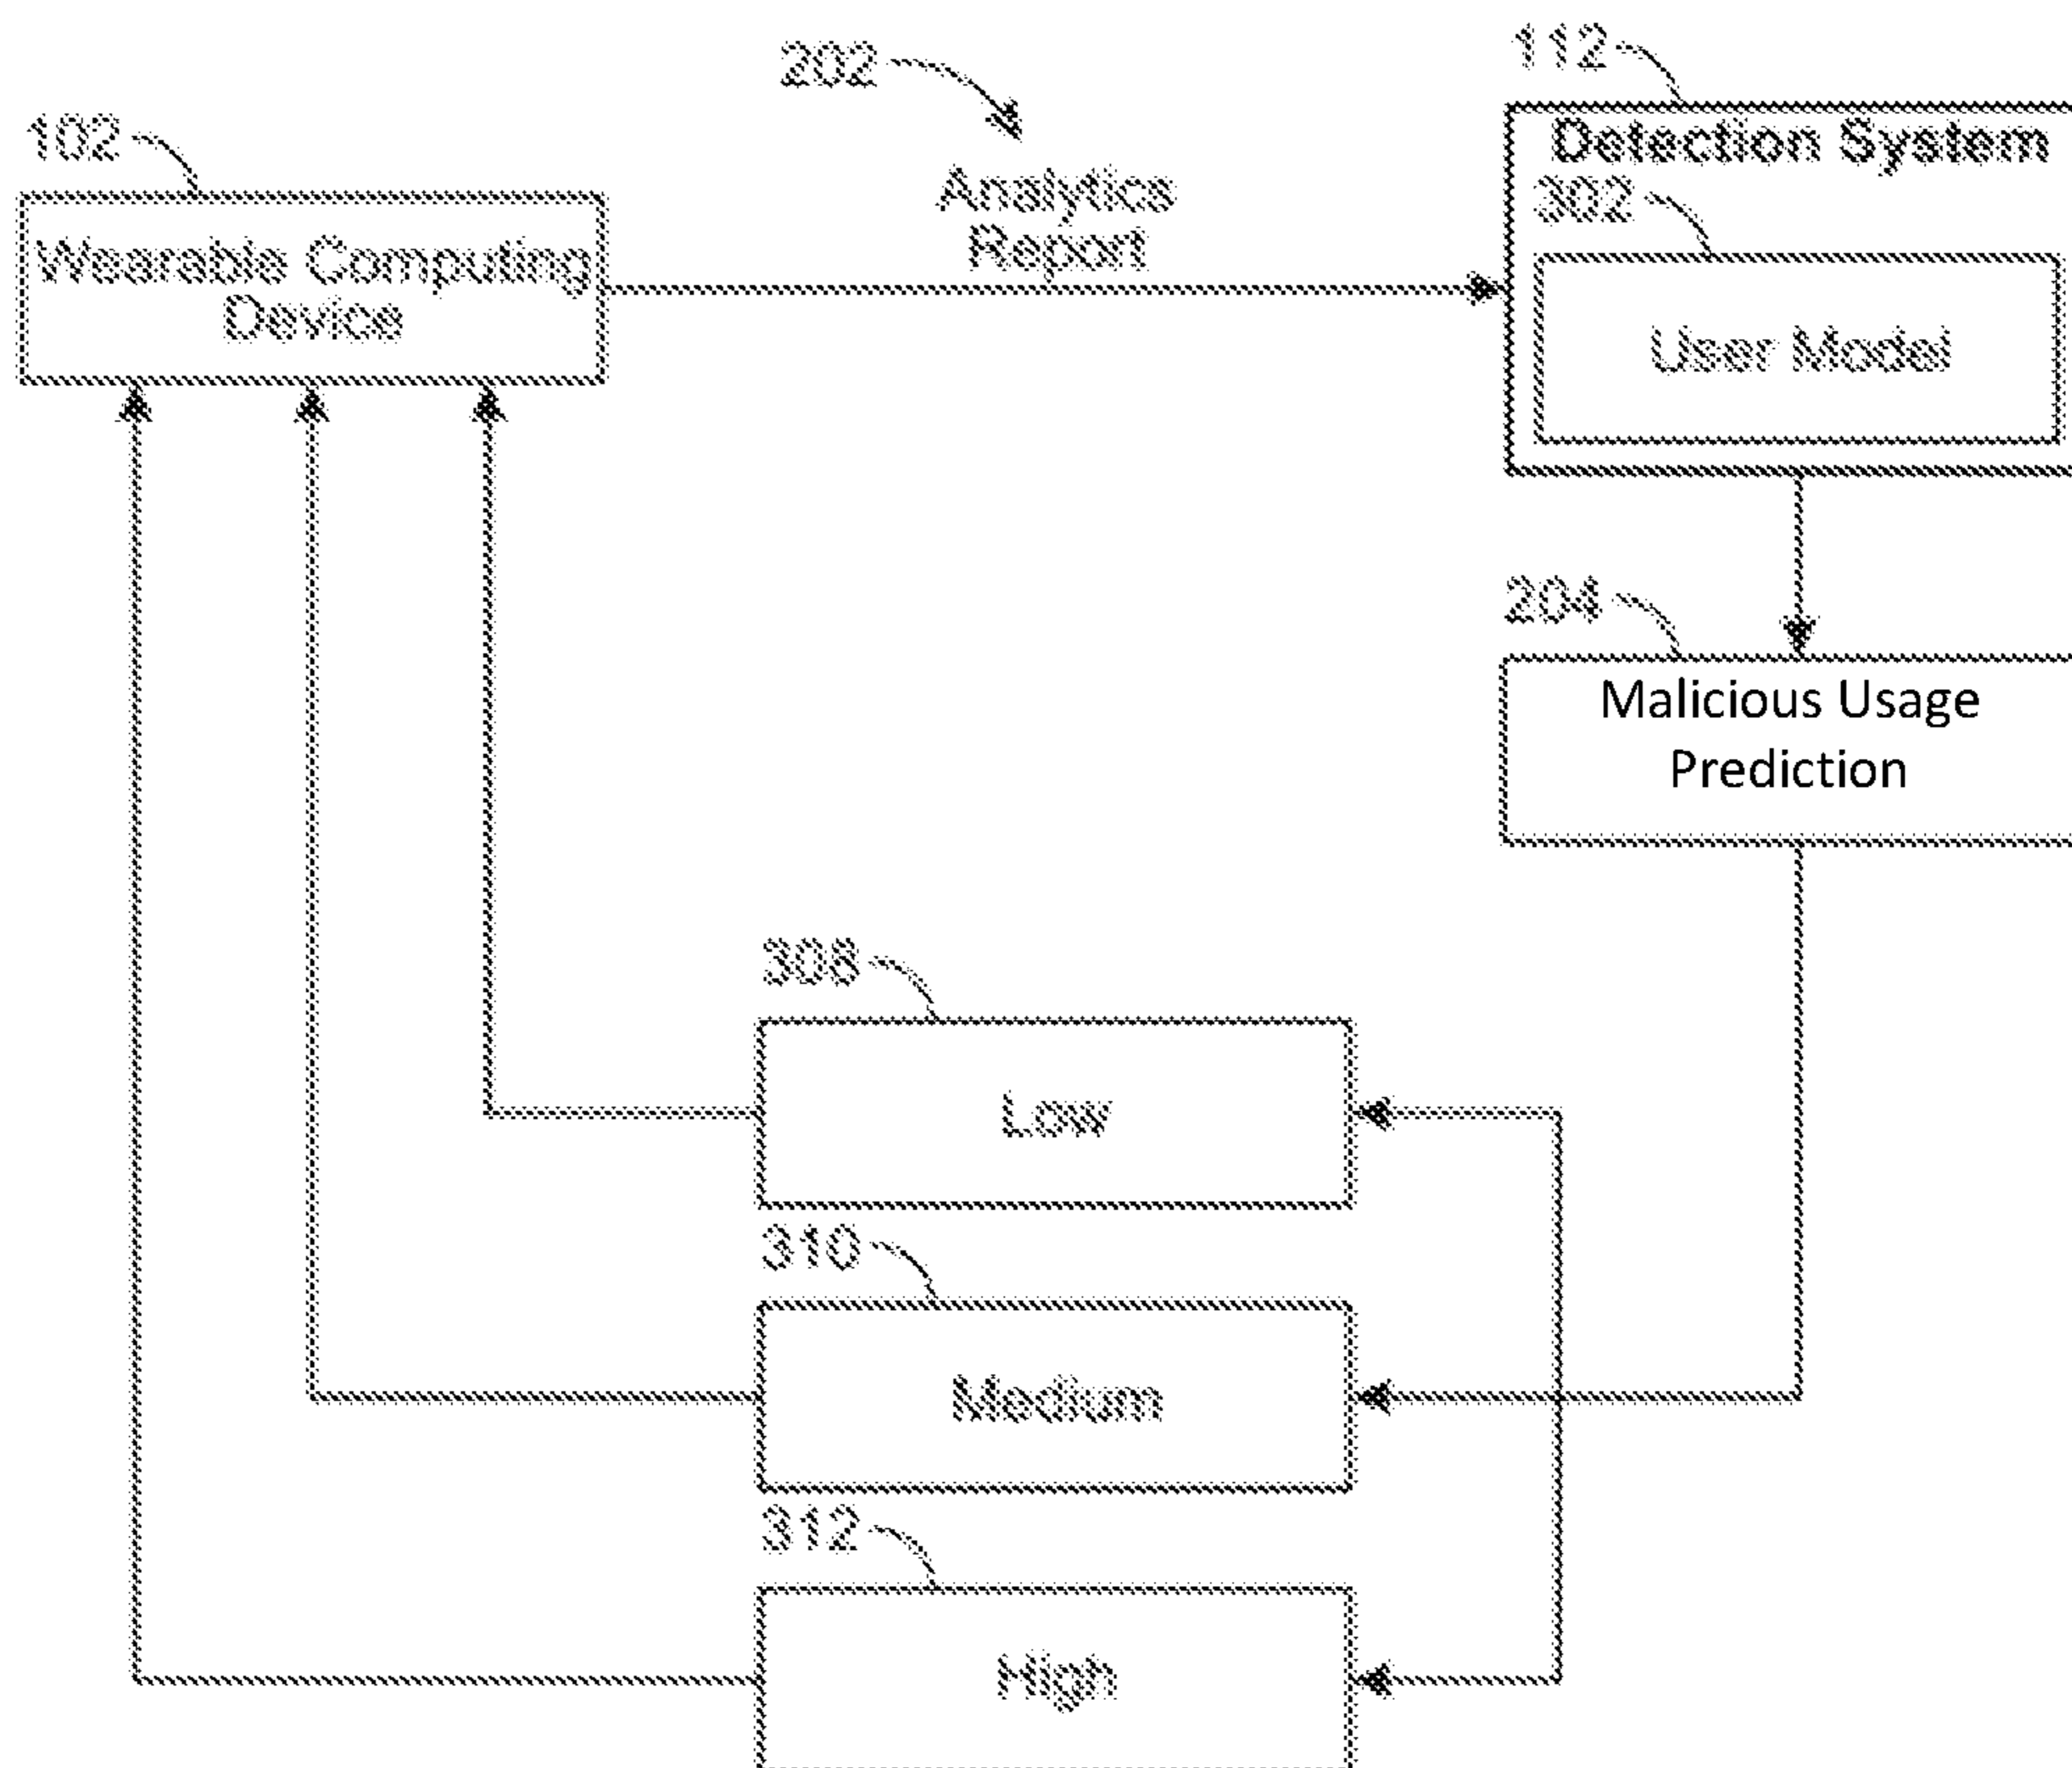 202
112
102
Detection System
302
Analytics
Report
Wearable Computing
Device
User Model
204
Malicious Usage
Prediction
308
Low
310
Medium
312
High